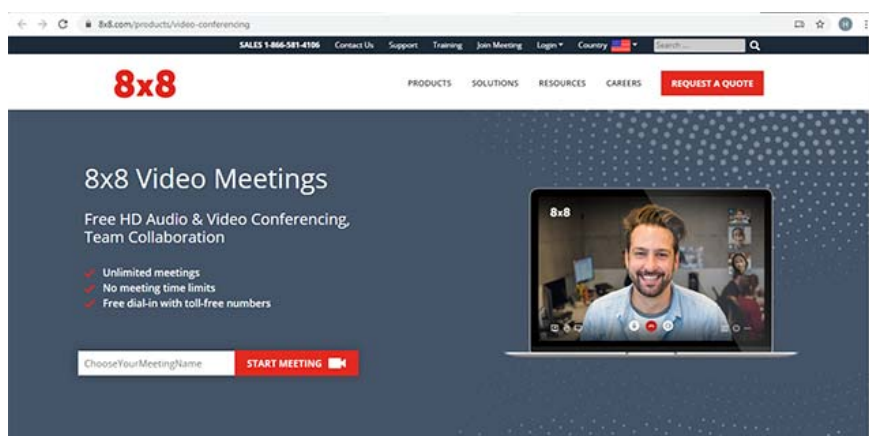 8x8.com/products/video-conferencing
H
SALES 1-866-581-4106 Contact Us Support Training Join Meeting Login Country Search ...
8x8
PRODUCTS SOLUTIONS RESOURCES CAREERS REQUEST A QUOTE
8x8 Video Meetings
Free HD Audio & Video Conferencing,
Team Collaboration
Unlimited meetings
No meeting time limits
Free dial-in with toll-free numbers
ChooseYourMeetingName START MEETING
8x8